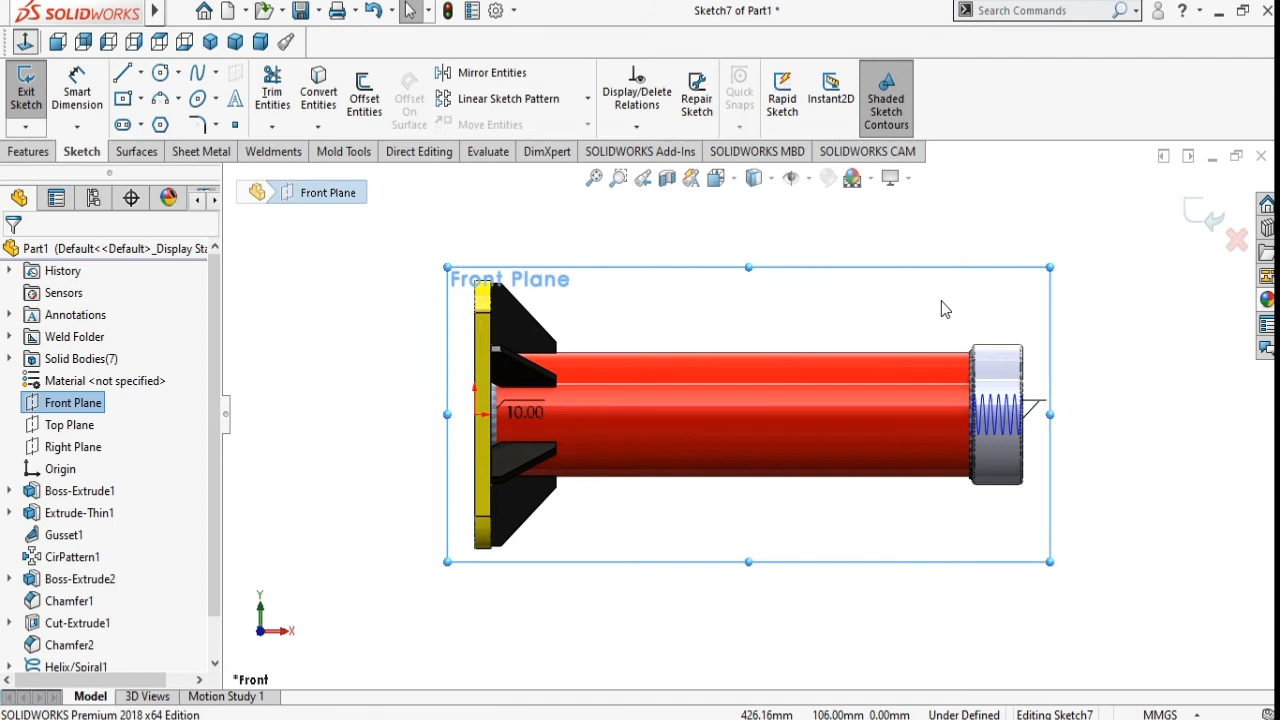 SOLIDWORKS
Sketch7 of Part1 *
Search Commands
?
Exit Sketch
Smart Dimension
Trim Entities
Convert Entities
Offset Entities
Offset On Surface
Mirror Entities
Linear Sketch Pattern
Move Entities
Display/Delete Relations
Repair Sketch
Quick Snaps
Rapid Sketch
Instant2D
Shaded Sketch Contours
Features
Sketch
Surfaces
Sheet Metal
Weldments
Mold Tools
Direct Editing
Evaluate
DimXpert
SOLIDWORKS Add-Ins
SOLIDWORKS MBD
SOLIDWORKS CAM
Front Plane
Part1 (Default<<Default>_Display Sta
History
Sensors
Annotations
Weld Folder
Solid Bodies(7)
Material <not specified>
Front Plane
Top Plane
Right Plane
Origin
Boss-Extrude1
Extrude-Thin1
Gusset1
CirPattern1
Boss-Extrude2
Chamfer1
Cut-Extrude1
Chamfer2
Helix/Spiral1
Front Plane
10.00
Y
X
*Front
Model
3D Views
Motion Study 1
SOLIDWORKS Premium 2018 x64 Edition
426.16mm
106.00mm 0.00mm
Under Defined
Editing Sketch7
MMGS